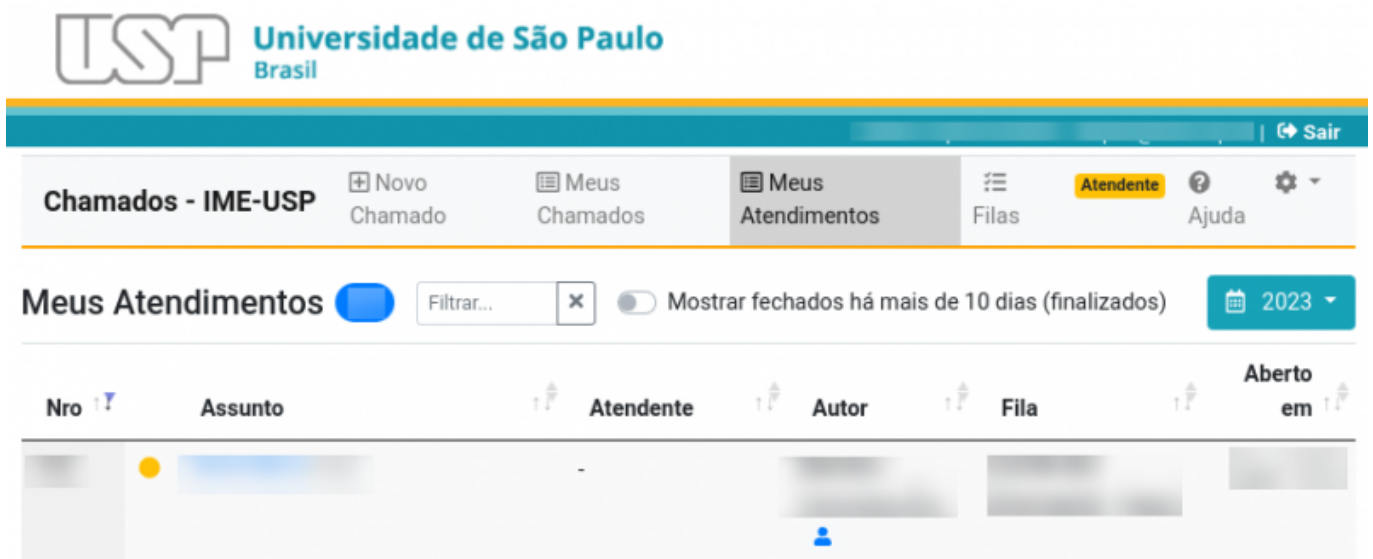 USP
Universidade de São Paulo
Brasil
| Sair
Chamados - IME-USP
Novo
Chamado
Meus
Chamados
Meus
Atendimentos
Filas
Atendente
Ajuda
Meus Atendimentos
Filtrar...
Mostrar fechados há mais de 10 dias (finalizados)
2023
Nro
Assunto
Atendente
Autor
Fila
Aberto
em
-